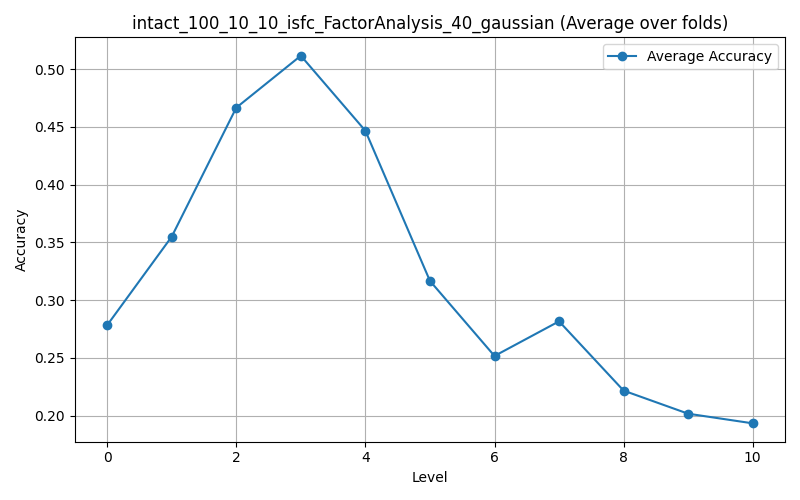 intact_100_10_10_isfc_FactorAnalysis_40_gaussian (Average over folds)
Average Accuracy
Accuracy
0.50
0.45
0.40
0.35
0.30
0.25
0.20
0 2 4 6 8 10
Level